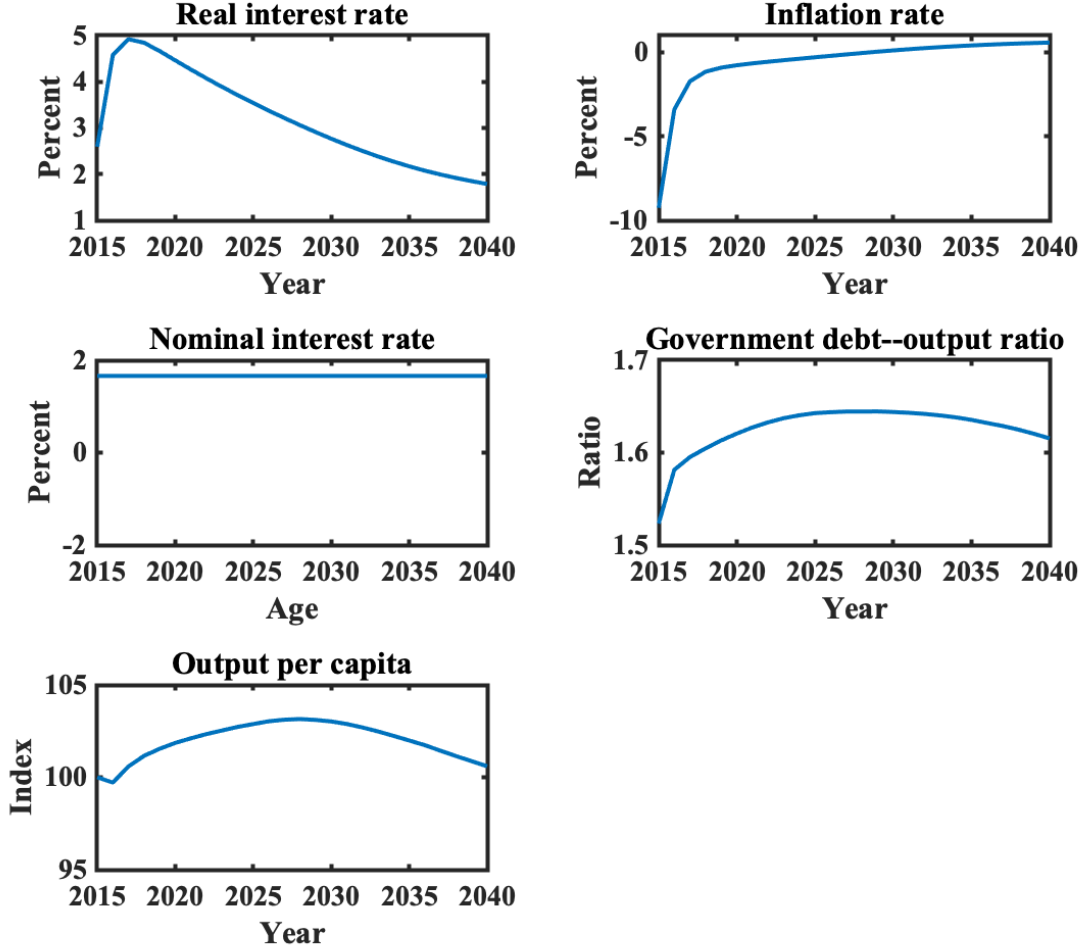 Real interest rate
5
4
3
2
1
Percent
2015 2020 2025 2030 2035 2040
Year
Inflation rate
0
-5
-10
Percent
2015 2020 2025 2030 2035 2040
Year
Nominal interest rate
2
0
-2
Percent
2015 2020 2025 2030 2035 2040
Age
Government debt--output ratio
1.7
1.6
1.5
Ratio
2015 2020 2025 2030 2035 2040
Year
Output per capita
105
100
95
Index
2015 2020 2025 2030 2035 2040
Year